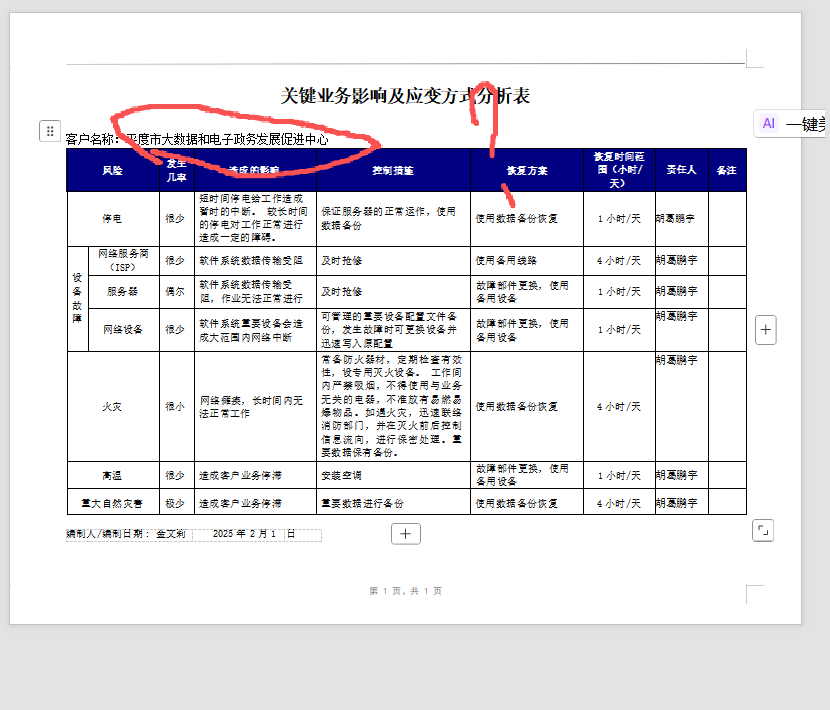 关键业务影响及应变方式分析表
AI 一键美
客户名称：平度市大数据和电子政务发展促进中心
风险 发生几率 造成的影响 控制措施 恢复方案 恢复时间范围（小时/天） 责任人 备注
停电 很少 短时间停电给工作造成暂时的中断。 较长时间的停电对工作正常进行造成一定的障碍。 保证服务器的正常运作，使用数据备份 使用数据备份恢复 1 小时/天 胡葛鹏宇
设备故障
网络服务商（ISP） 很少 软件系统数据传输受阻 及时抢修 使用备用线路 4 小时/天 胡葛鹏宇
服务器 偶尔 软件系统数据传输受阻，作业无法正常进行 及时抢修 故障部件更换，使用备用设备 1 小时/天 胡葛鹏宇
网络设备 很少 软件系统重要设备会造成大范围内网络中断 可管理的重要设备配置文件备份，发生故障时可更换设备并迅速写入原配置 故障部件更换，使用备用设备 1 小时/天 胡葛鹏宇
火灾 很小 网络瘫痪，长时间内无法正常工作 常备防火器材，定期检查有效性，设专用灭火设备。 工作间内严禁吸烟，不得使用与业务无关的电器，不准放有易燃易爆物品。如遇火灾，迅速联络消防部门，并在灭火前后控制信息流向，进行保密处理。重要数据保有备份。 使用数据备份恢复 4 小时/天 胡葛鹏宇
高温 很少 造成客户业务停滞 安装空调 故障部件更换，使用备用设备 1 小时/天 胡葛鹏宇
重大自然灾害 极少 造成客户业务停滞 重要数据进行备份 使用数据备份恢复 4 小时/天 胡葛鹏宇
编制人/编制日期： 金文莉 2025 年 2 月 1 日
第 1 页，共 1 页